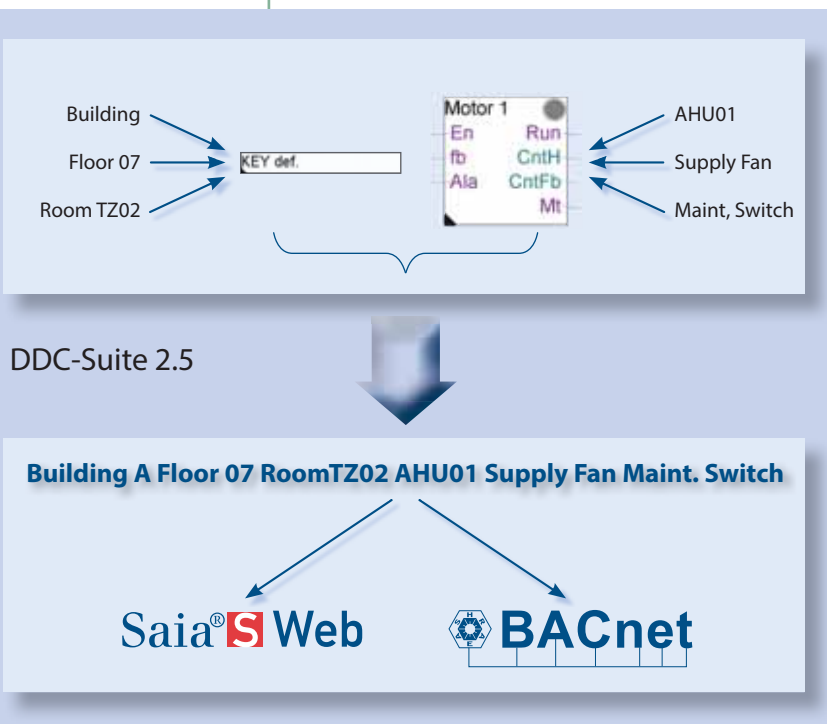 Building
Floor 07
Room TZ02
KEY def.
Motor 1
En Run
fb CntH
Ala CntFb
Mt
AHU01
Supply Fan
Maint, Switch
DDC-Suite 2.5
Building A Floor 07 RoomTZ02 AHU01 Supply Fan Maint. Switch
Saia® S Web
ASHRAE BACnet